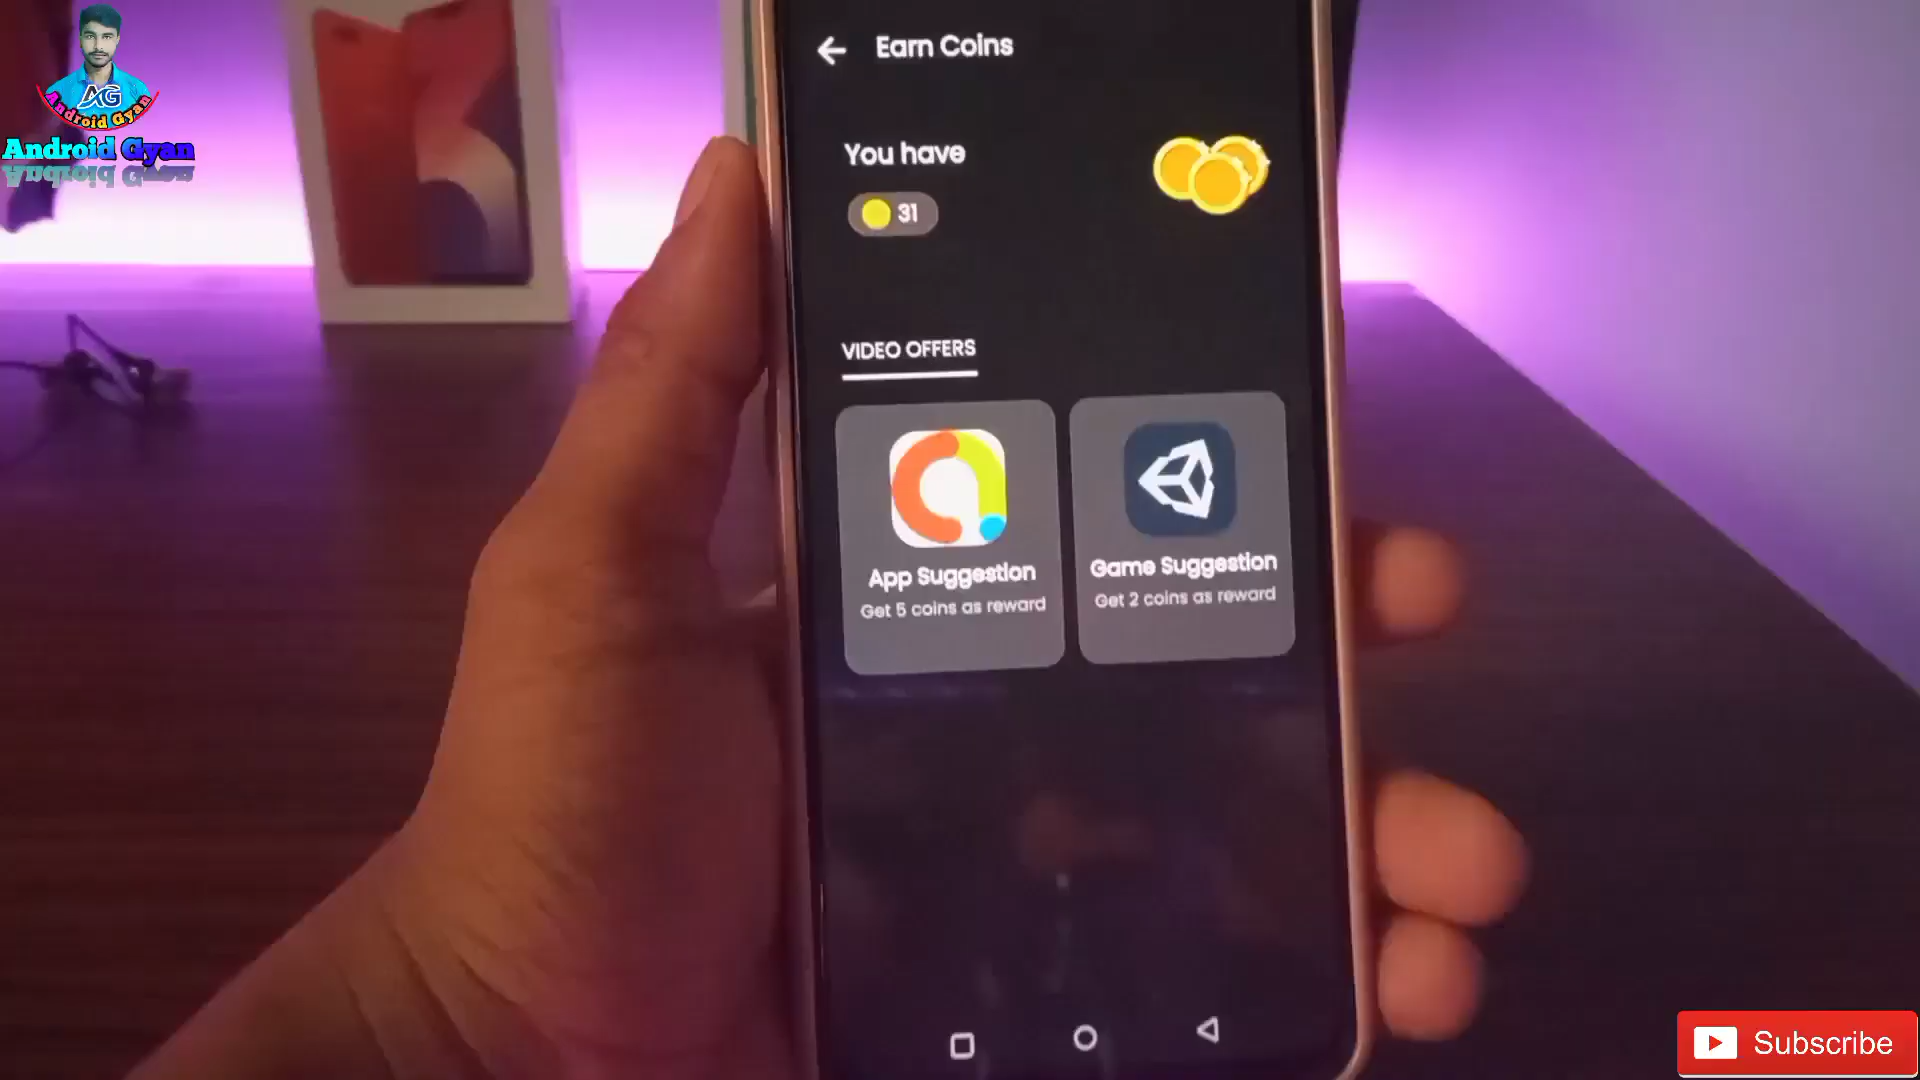 AG
Android Gyan
Android Gyan
Earn Coins
You have
31
VIDEO OFFERS
App Suggestion
Get 5 coins as reward
Game Suggestion
Get 2 coins as reward
Subscribe